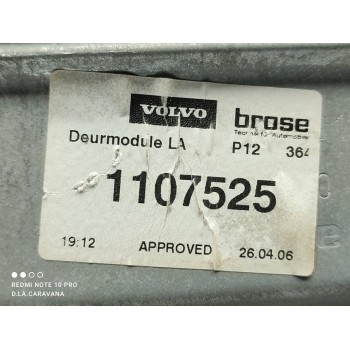 VOLVO brose
Technik für Automobile
Deurmodule LA P12 364
1107525
19:12 APPROVED 26.04.06
REDMI NOTE 10 PRO
D.LÁ.CARAVANA